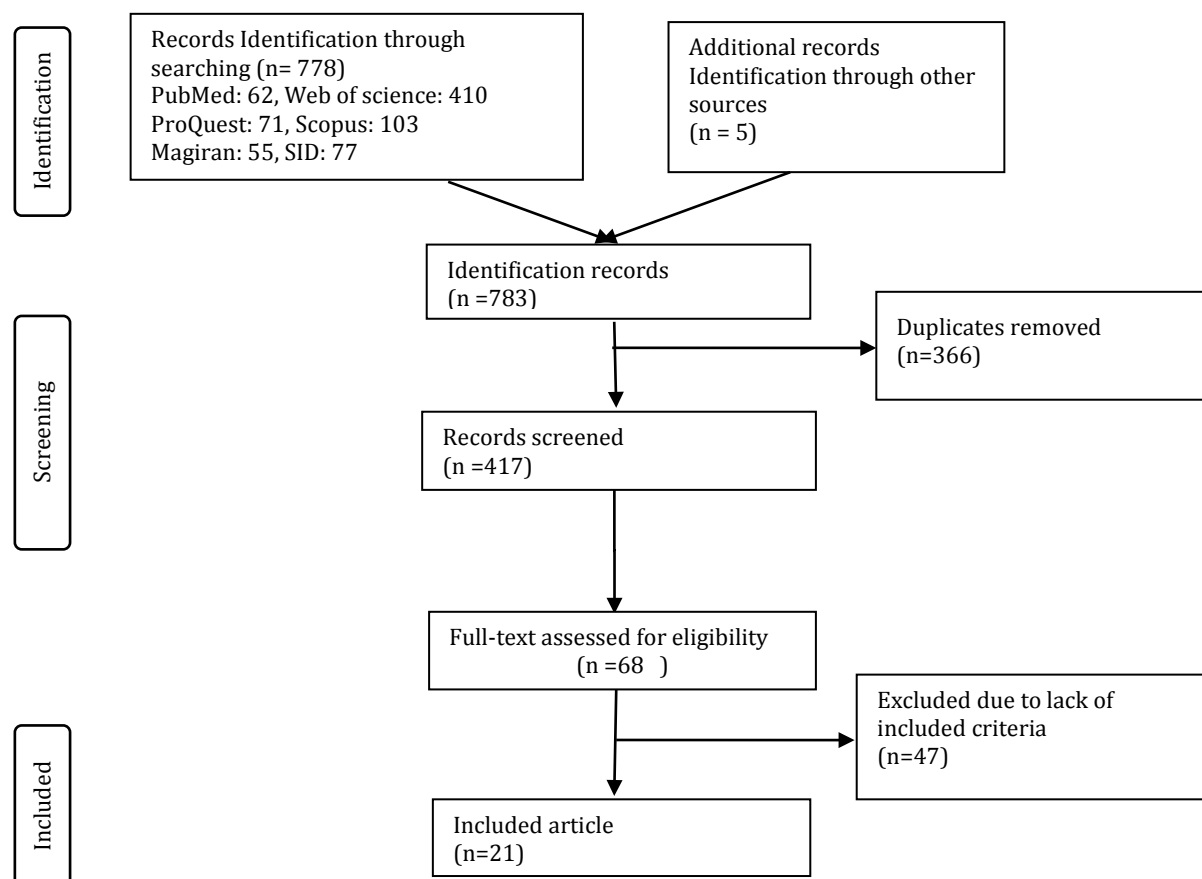 Identification
Records Identification through
searching (n= 778)
PubMed: 62, Web of science: 410
ProQuest: 71, Scopus: 103
Magiran: 55, SID: 77
Additional records
Identification through other
sources
(n = 5)
Identification records
(n =783)
Screening
Duplicates removed
(n=366)
Records screened
(n =417)
Full-text assessed for eligibility
(n =68   )
Included
Excluded due to lack of
included criteria
(n=47)
Included article
(n=21)